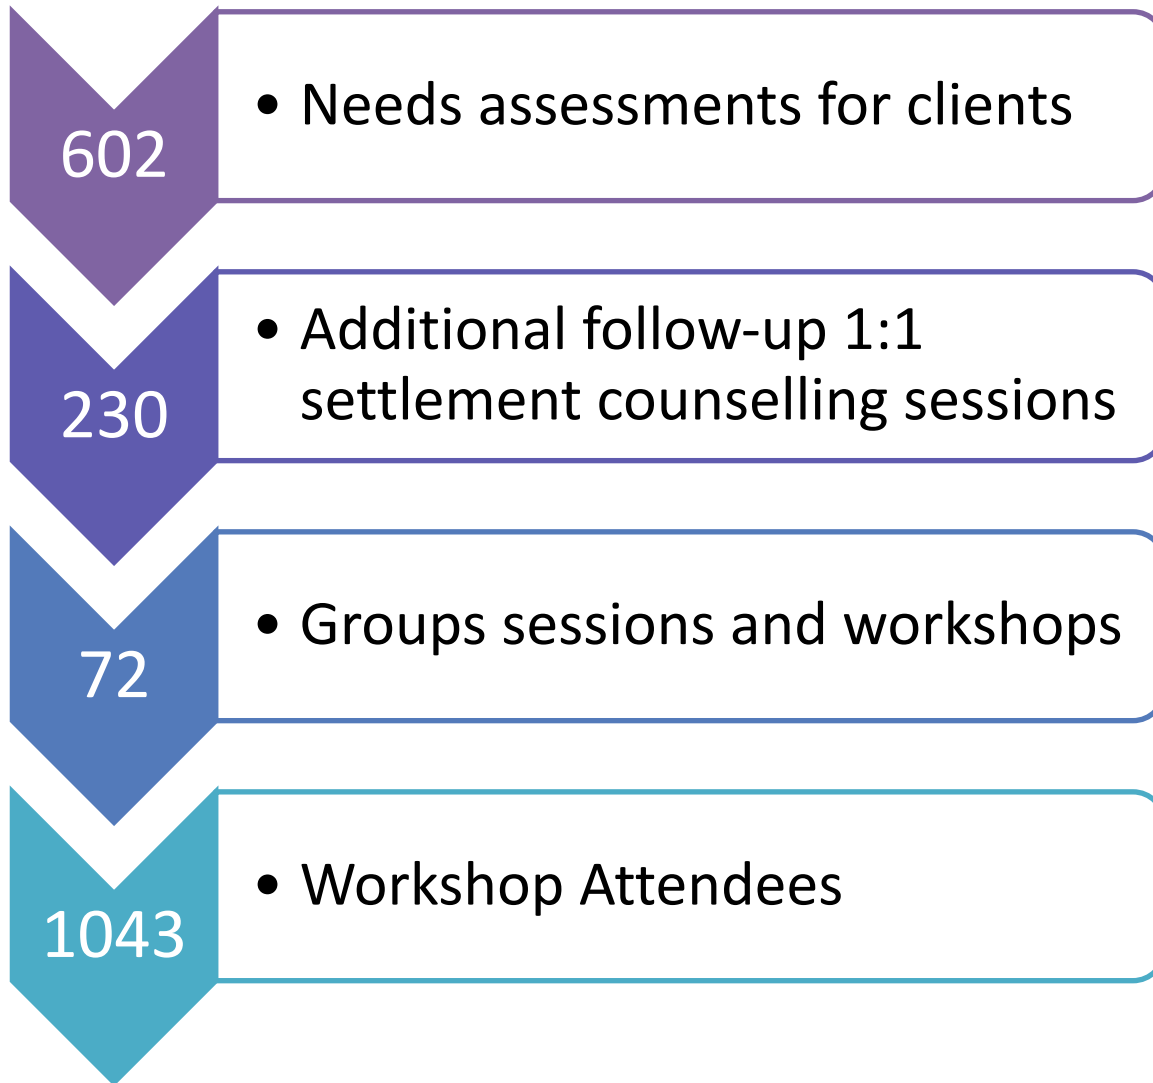 602
• Needs assessments for clients
230
• Additional follow-up 1:1
settlement counselling sessions
72
• Groups sessions and workshops
1043
• Workshop Attendees